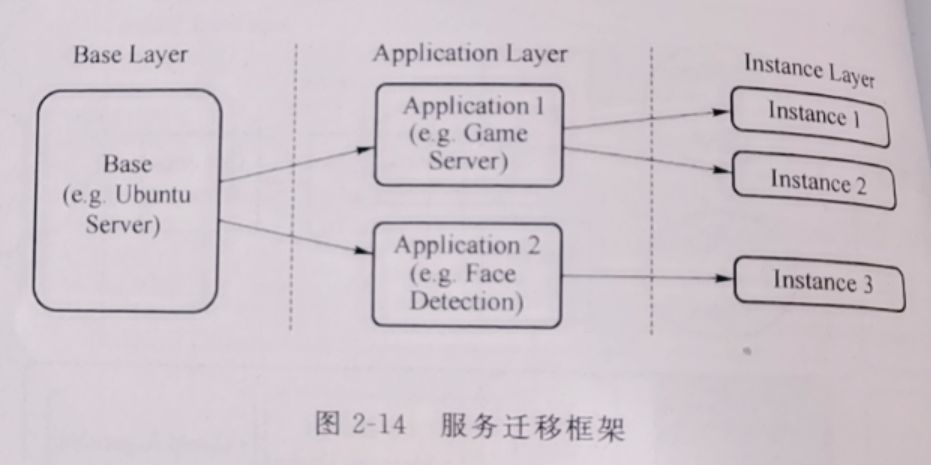 Base Layer
Application Layer
Instance Layer
Base
(e.g. Ubuntu
Server)
Application 1
(e.g. Game
Server)
Application 2
(e.g. Face
Detection)
Instance 1
Instance 2
Instance 3
图 2-14 服务迁移框架